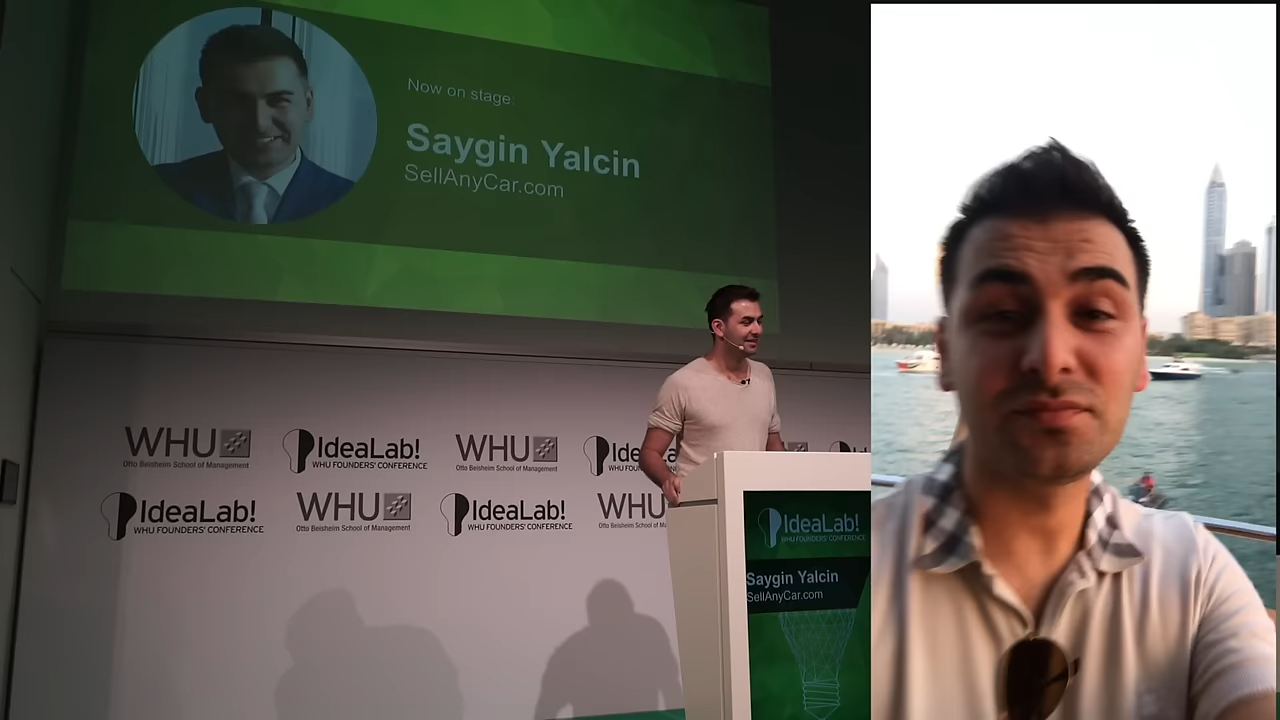 Now on stage:
Saygin Yalcin
SellAnyCar.com
WHU
Otto Beisheim School of Management
IdeaLab!
WHU FOUNDERS' CONFERENCE
WHU
Otto Beisheim School of Management
IdeaLab!
IdeaLab!
WHU FOUNDERS' CONFERENCE
WHU
Otto Beisheim School of Management
IdeaLab!
WHU FOUNDERS' CONFERENCE
WHU
Otto Beisheim School of
IdeaLab!
WHU FOUNDERS' CONFERENCE
Saygin Yalcin
SellAnyCar.com